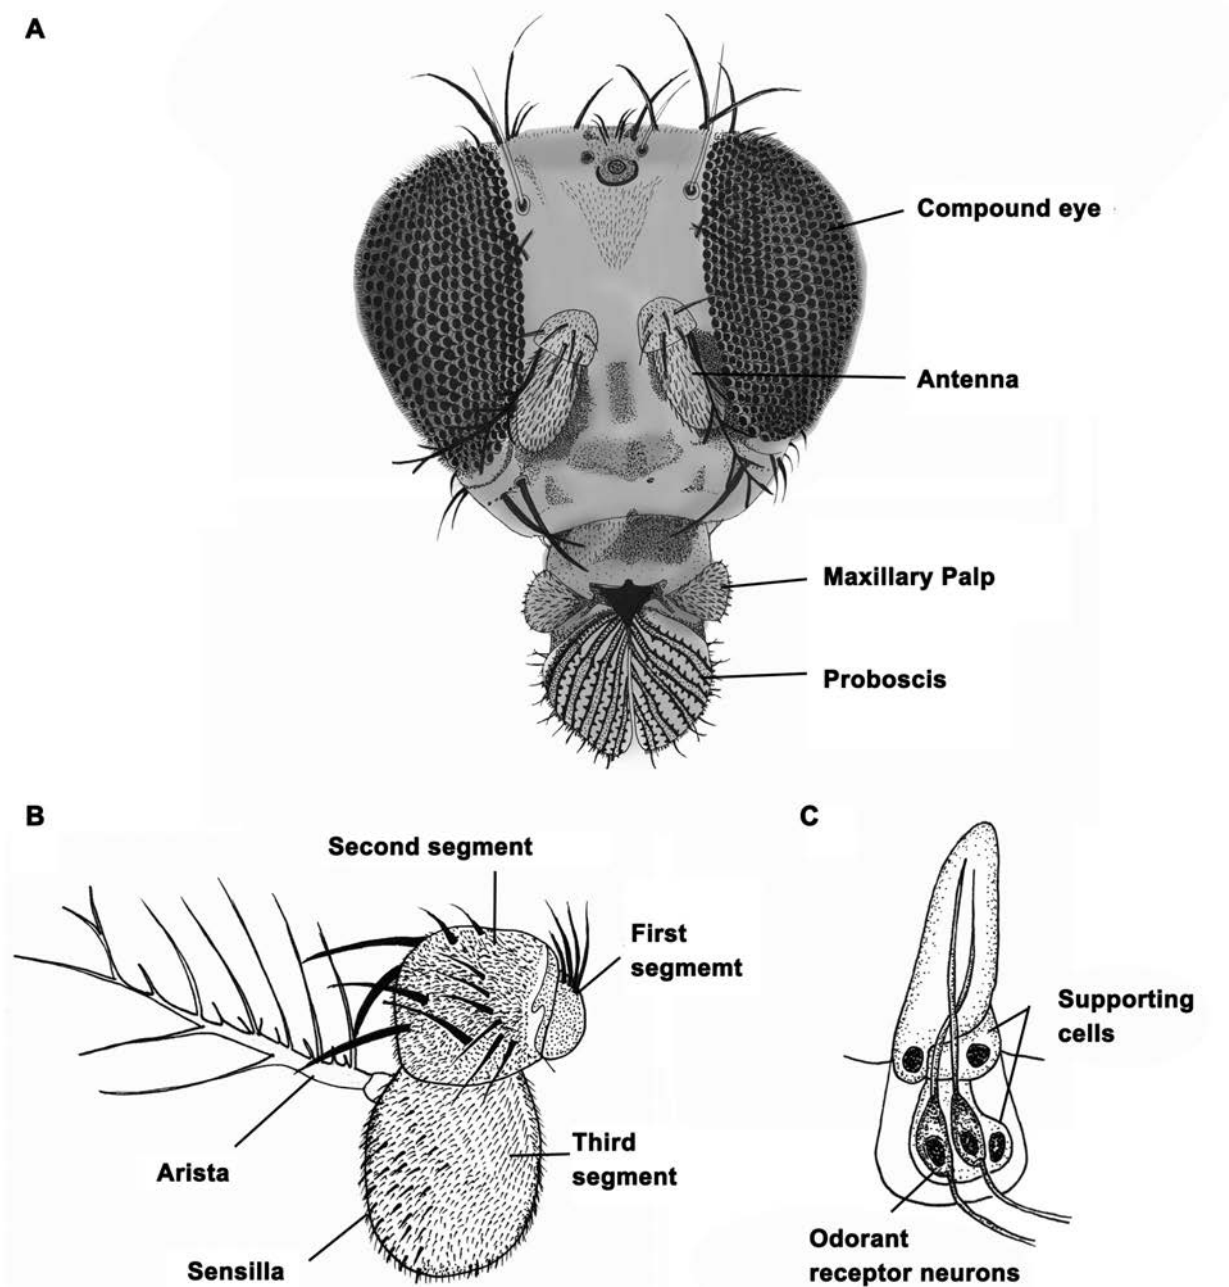 A
Compound eye
Antenna
Maxillary Palp
Proboscis
B
Second segment
First
segmemt
Third
segment
Arista
Sensilla
C
Supporting
cells
Odorant
receptor neurons